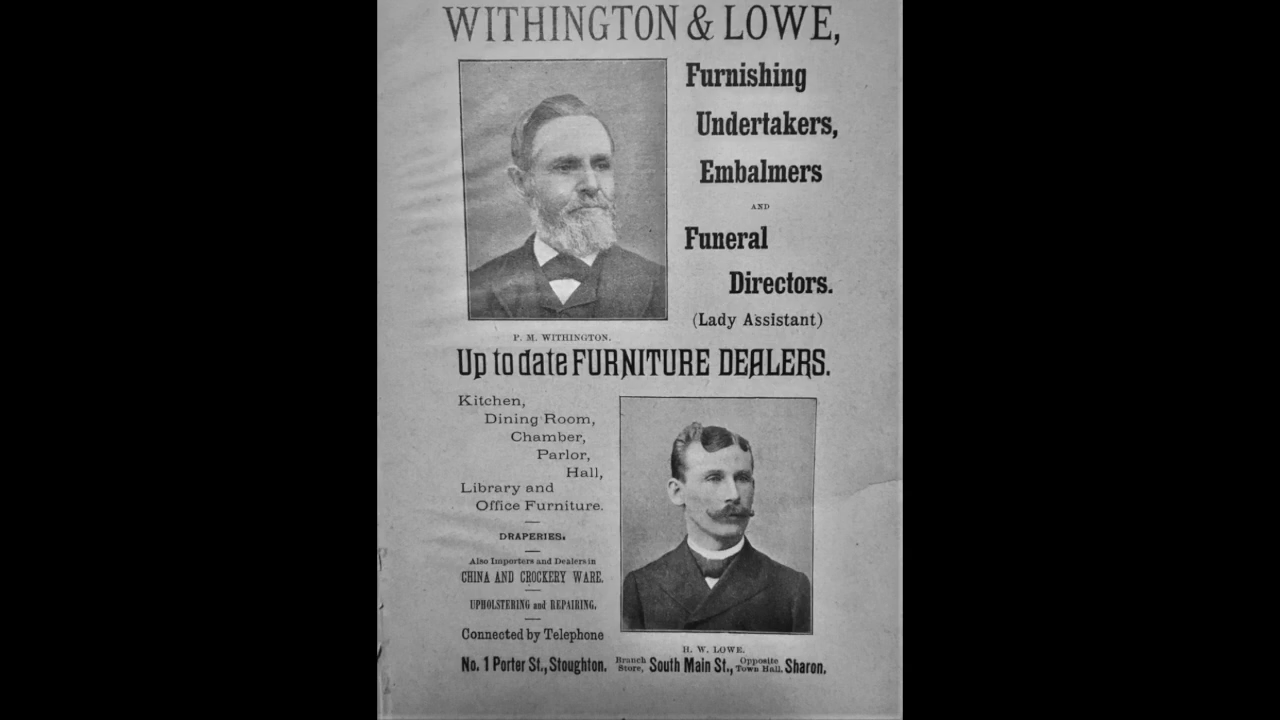 WITHINGTON & LOWE,
Furnishing
Undertakers,
Embalmers
AND
Funeral
Directors.
(Lady Assistant)
P. M. WITHINGTON.
Up to date FURNITURE DEALERS.
Kitchen,
Dining Room,
Chamber,
Parlor,
Hall,
Library and
Office Furniture.
DRAPERIES.
Also Importers and Dealers in
CHINA AND CROCKERY WARE.
UPHOLSTERING and REPAIRING.
Connected by Telephone
H. W. LOWE.
No. 1 Porter St., Stoughton. Branch Store, South Main St., Opposite Town Hall, Sharon.